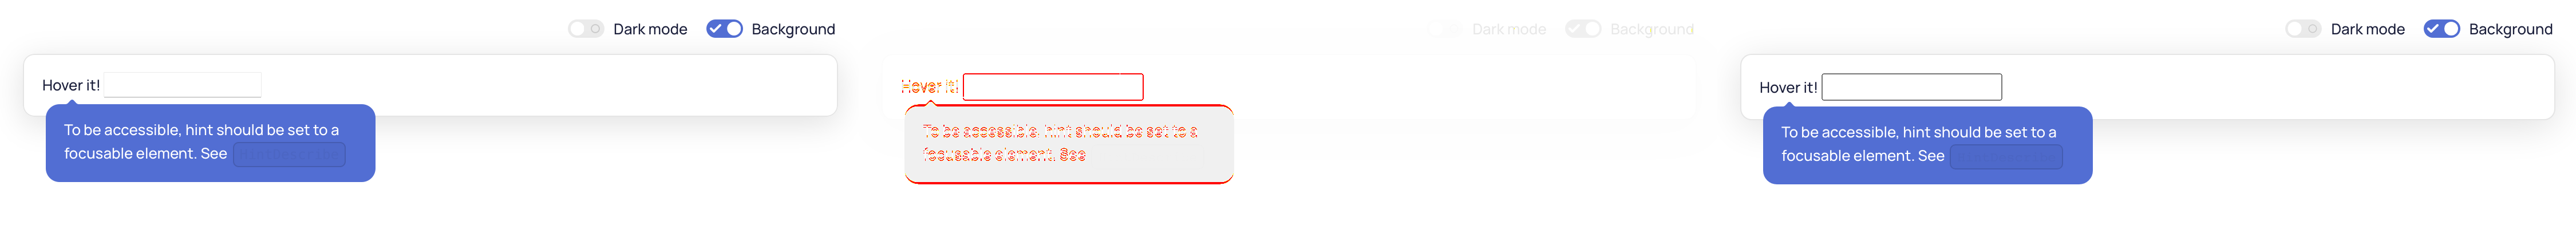 Dark mode Background
Hover it!
To be accessible, hint should be set to a
focusable element. See
Dark mode Background
Hover it!
To be accessible, hint should be set to a
focusable element. See
Dark mode Background
Hover it!
To be accessible, hint should be set to a
focusable element. See